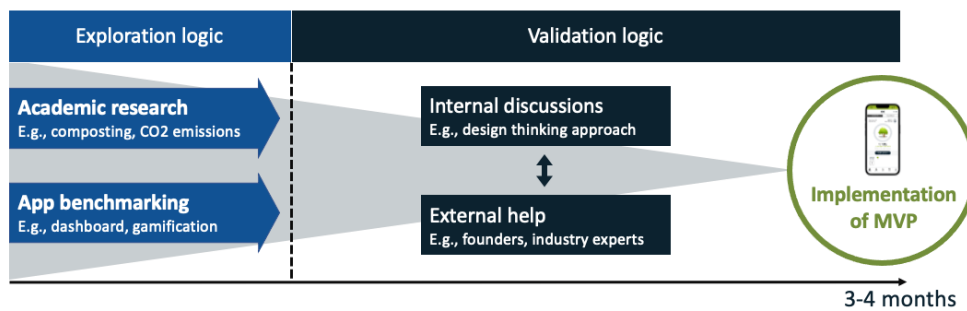 Exploration logic
Validation logic
Academic research
E.g., composting, CO2 emissions
App benchmarking
E.g., dashboard, gamification
Internal discussions
E.g., design thinking approach
External help
E.g., founders, industry experts
Implementation
of MVP
3-4 months